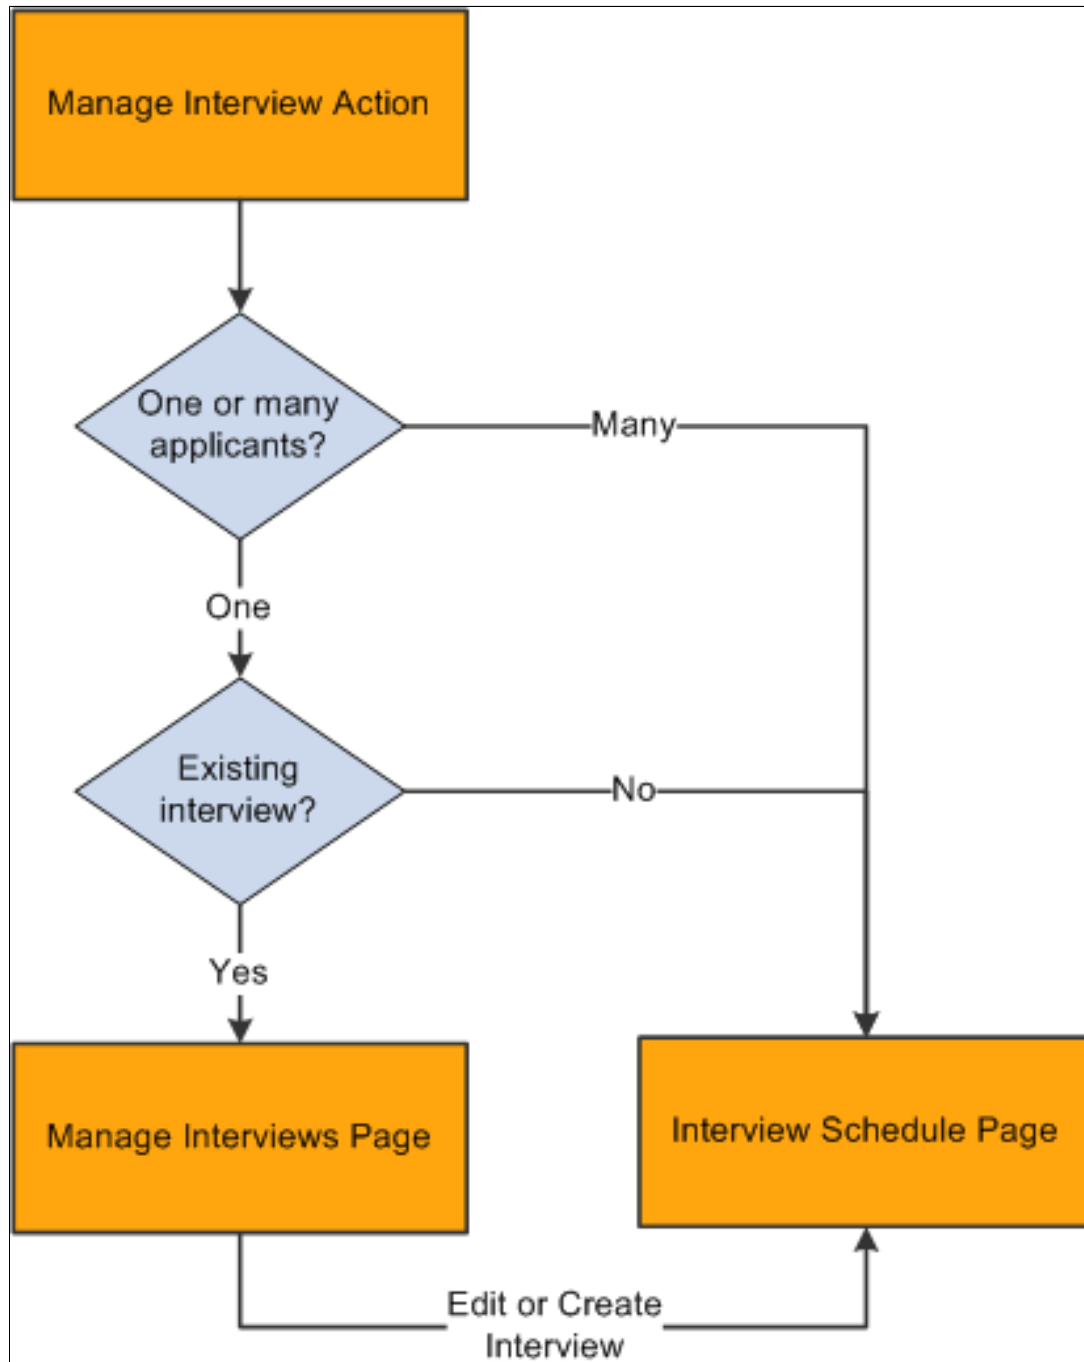 Manage Interview Action
One or many
applicants?
Many
One
Existing
interview?
No
Yes
Manage Interviews Page
Interview Schedule Page
Edit or Create
Interview